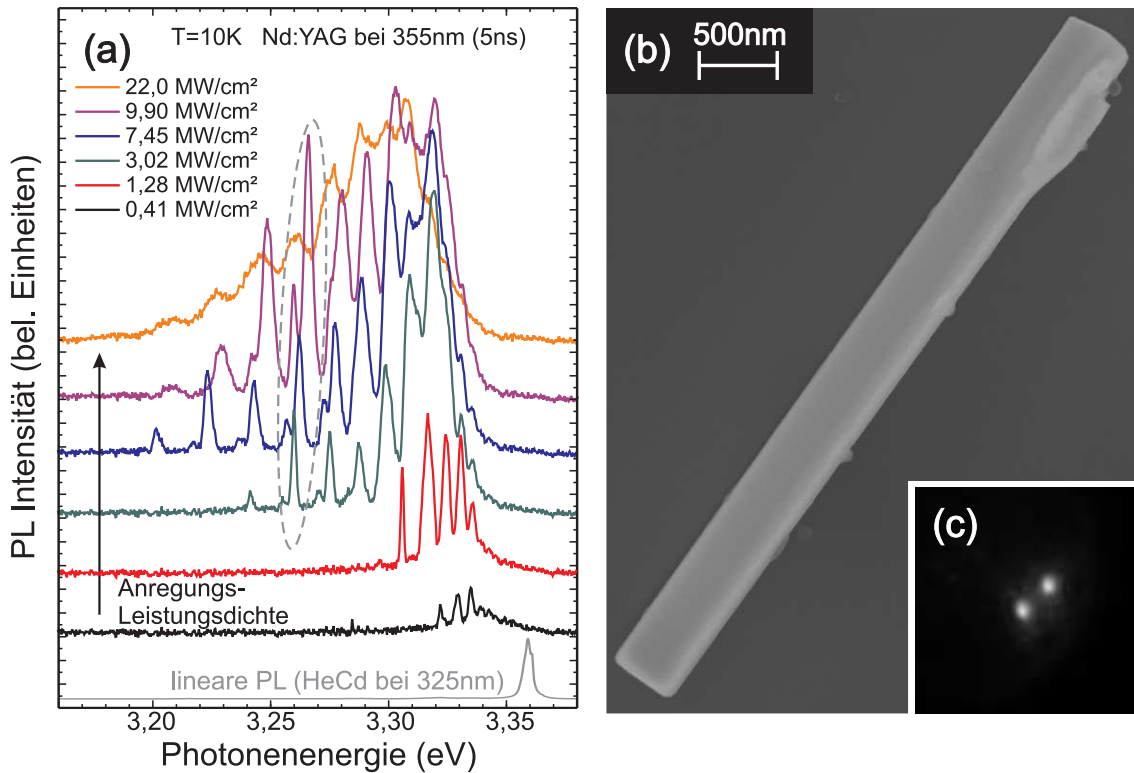 (a)
T=10K Nd:YAG bei 355nm (5ns)
22,0 MW/cm²
9,90 MW/cm²
7,45 MW/cm²
3,02 MW/cm²
1,28 MW/cm²
0,41 MW/cm²
PL Intensität (bel. Einheiten)
Anregungs-
Leistungsdichte
lineare PL (HeCd bei 325nm)
3,20
3,25
3,30
3,35
Photonenenergie (eV)
(b)
500nm
(c)